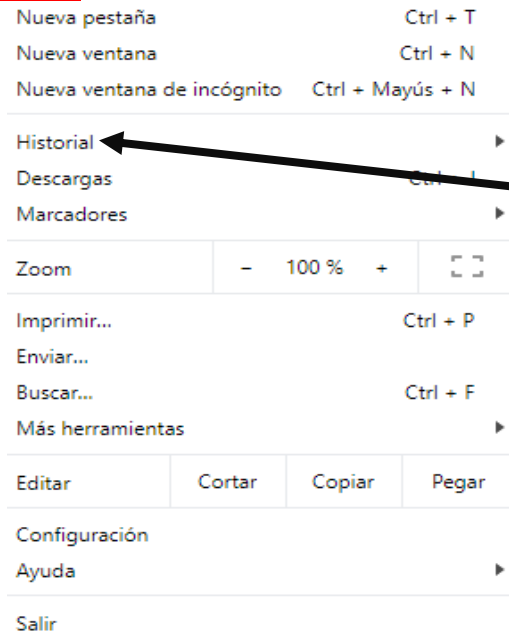 Nueva pestaña Ctrl + T
Nueva ventana Ctrl + N
Nueva ventana de incógnito Ctrl + Mayús + N
Historial
Descargas Ctrl + J
Marcadores
Zoom − 100 % +
Imprimir... Ctrl + P
Enviar...
Buscar... Ctrl + F
Más herramientas
Editar Cortar Copiar Pegar
Configuración
Ayuda
Salir